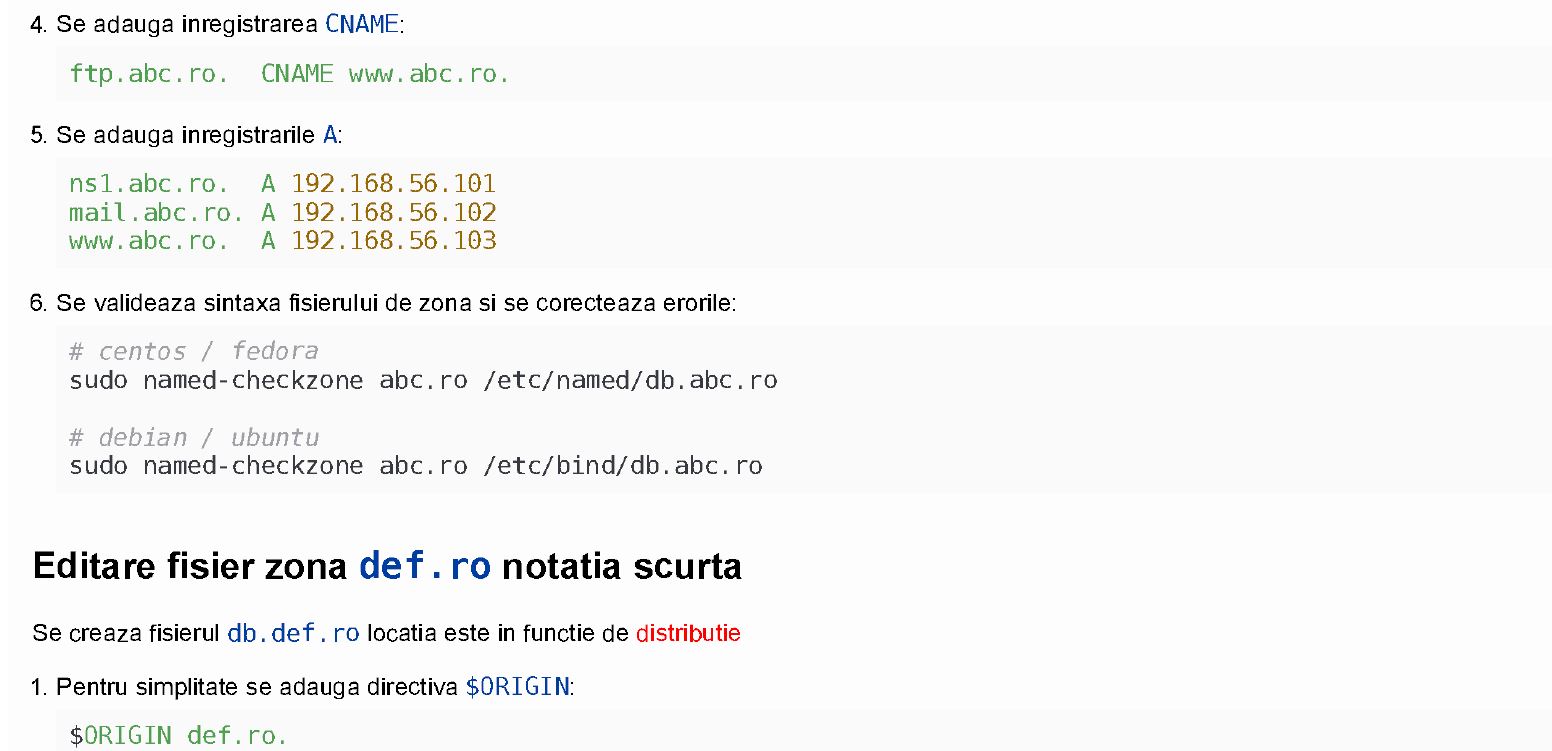 4. Se adauga inregistrarea CNAME:
ftp.abc.ro.  CNAME www.abc.ro.
5. Se adauga inregistrarile A:
ns1.abc.ro.  A 192.168.56.101
mail.abc.ro. A 192.168.56.102
www.abc.ro.  A 192.168.56.103
6. Se valideaza sintaxa fisierului de zona si se corecteaza erorile:
# centos / fedora
sudo named-checkzone abc.ro /etc/named/db.abc.ro
# debian / ubuntu
sudo named-checkzone abc.ro /etc/bind/db.abc.ro
Editare fisier zona def.ro notatia scurta
Se creaza fisierul db.def.ro locatia este in functie de distributie
1. Pentru simplitate se adauga directiva $ORIGIN:
$ORIGIN def.ro.